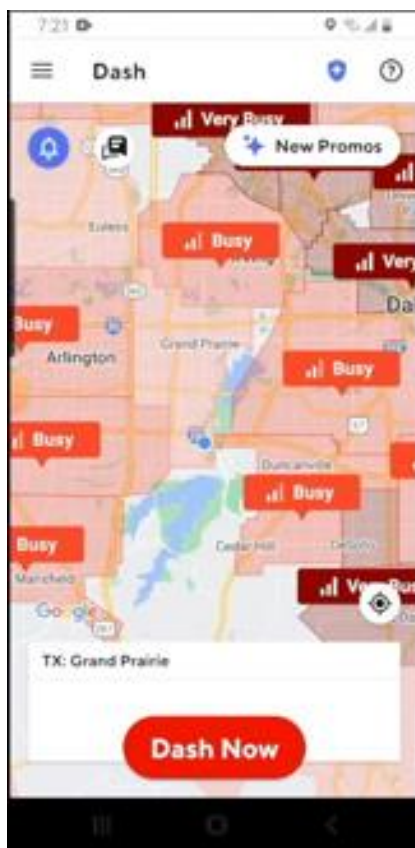 7:21
Dash
Very Busy
New Promos
Euless
Busy
Very
Da
Busy
Grand Prairie
Arlington
Busy
Busy
Duncanville
Busy
Cedar Hill
DeSoto
Busy
Mansfield
Very Bus
Google
TX: Grand Prairie
Dash Now